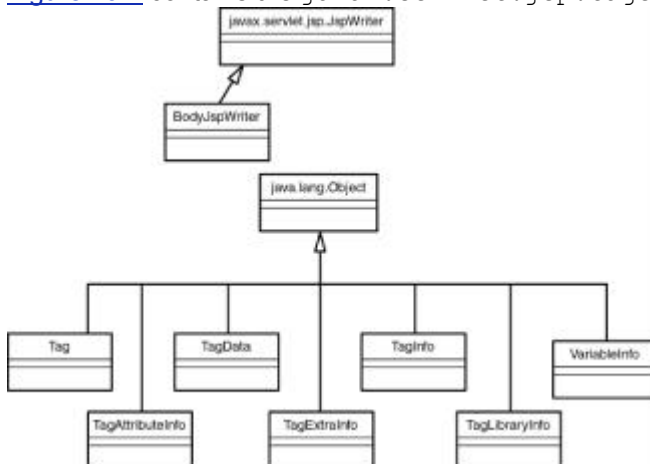 javax.servlet.jsp.JspWriter
BodyJspWriter
java.lang.Object
Tag
TagData
TagInfo
VariableInfo
TagAttributeInfo
TagExtraInfo
TagLibraryInfo